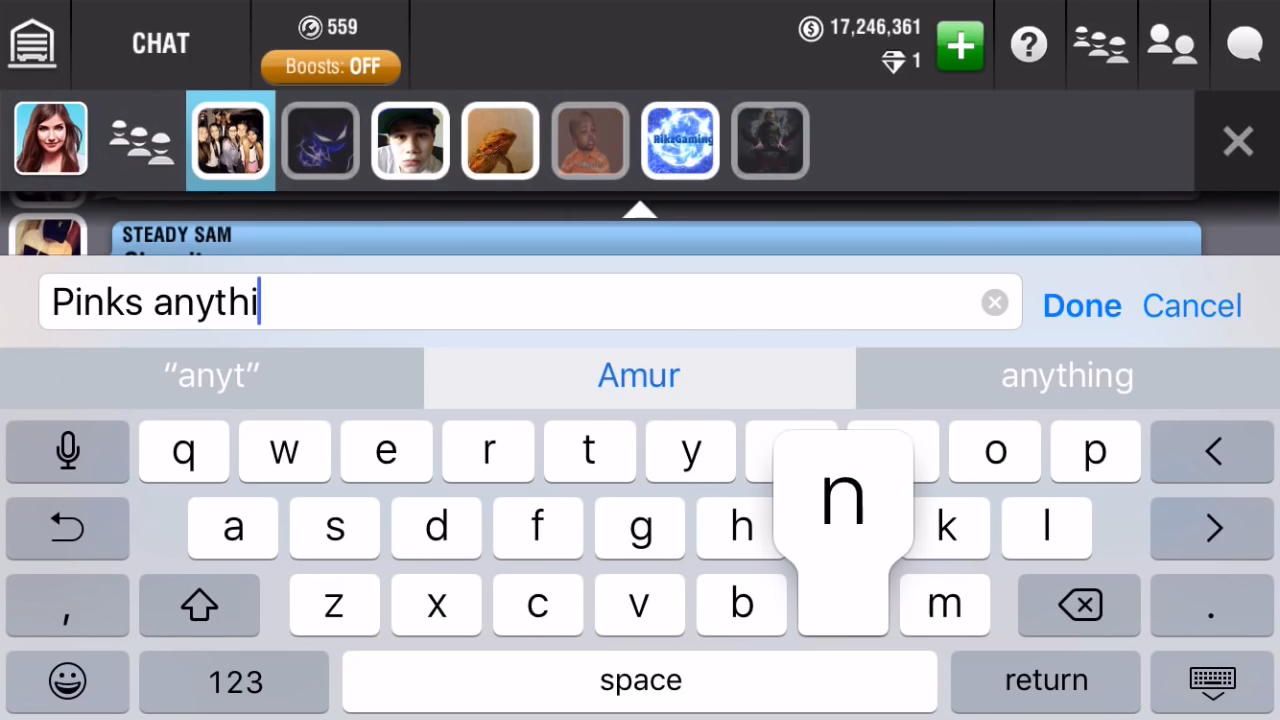 CHAT
559
Boosts: OFF
17,246,361
1
+
?
RikeGaming
STEADY SAM
Pinks anythi
Done
Cancel
“anyt”
Amur
anything
q w e r t y o p
a s d f g h n k l
, z x c v b m .
123
space
return